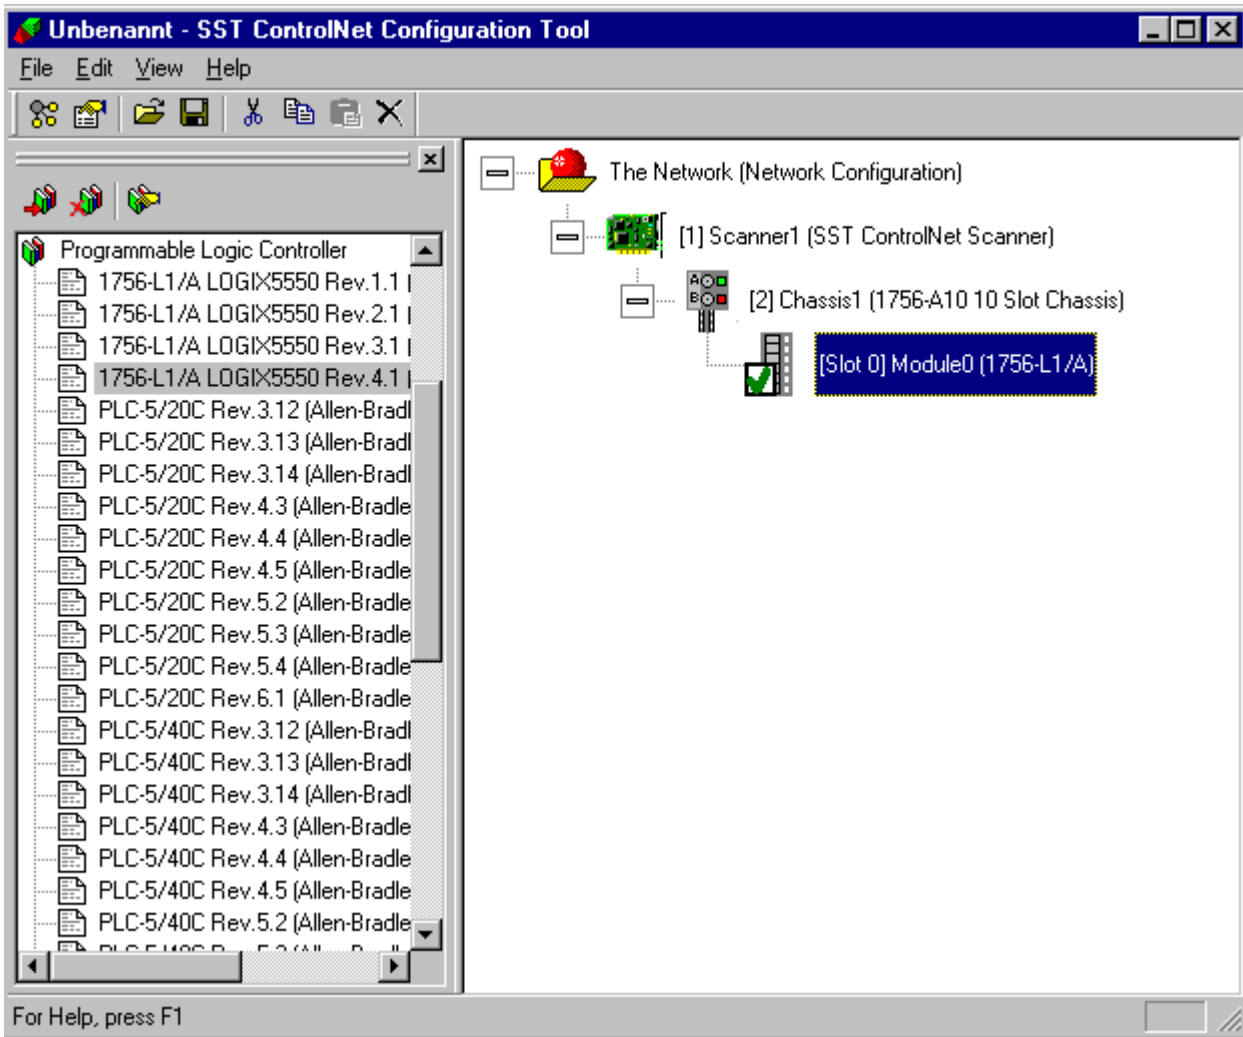 Unbenannt - SST ControlNet Configuration Tool
File Edit View Help
Programmable Logic Controller
1756-L1/A LOGIX5550 Rev.1.1
1756-L1/A LOGIX5550 Rev.2.1
1756-L1/A LOGIX5550 Rev.3.1
1756-L1/A LOGIX5550 Rev.4.1
PLC-5/20C Rev.3.12 (Allen-Bradl
PLC-5/20C Rev.3.13 (Allen-Bradl
PLC-5/20C Rev.3.14 (Allen-Bradl
PLC-5/20C Rev.4.3 (Allen-Bradle
PLC-5/20C Rev.4.4 (Allen-Bradle
PLC-5/20C Rev.4.5 (Allen-Bradle
PLC-5/20C Rev.5.2 (Allen-Bradle
PLC-5/20C Rev.5.3 (Allen-Bradle
PLC-5/20C Rev.5.4 (Allen-Bradle
PLC-5/20C Rev.6.1 (Allen-Bradle
PLC-5/40C Rev.3.12 (Allen-Bradl
PLC-5/40C Rev.3.13 (Allen-Bradl
PLC-5/40C Rev.3.14 (Allen-Bradl
PLC-5/40C Rev.4.3 (Allen-Bradle
PLC-5/40C Rev.4.4 (Allen-Bradle
PLC-5/40C Rev.4.5 (Allen-Bradle
PLC-5/40C Rev.5.2 (Allen-Bradle
The Network (Network Configuration)
[1] Scanner1 (SST ControlNet Scanner)
A
B
[2] Chassis1 (1756-A10 10 Slot Chassis)
[Slot 0] Module0 (1756-L1/A)
For Help, press F1